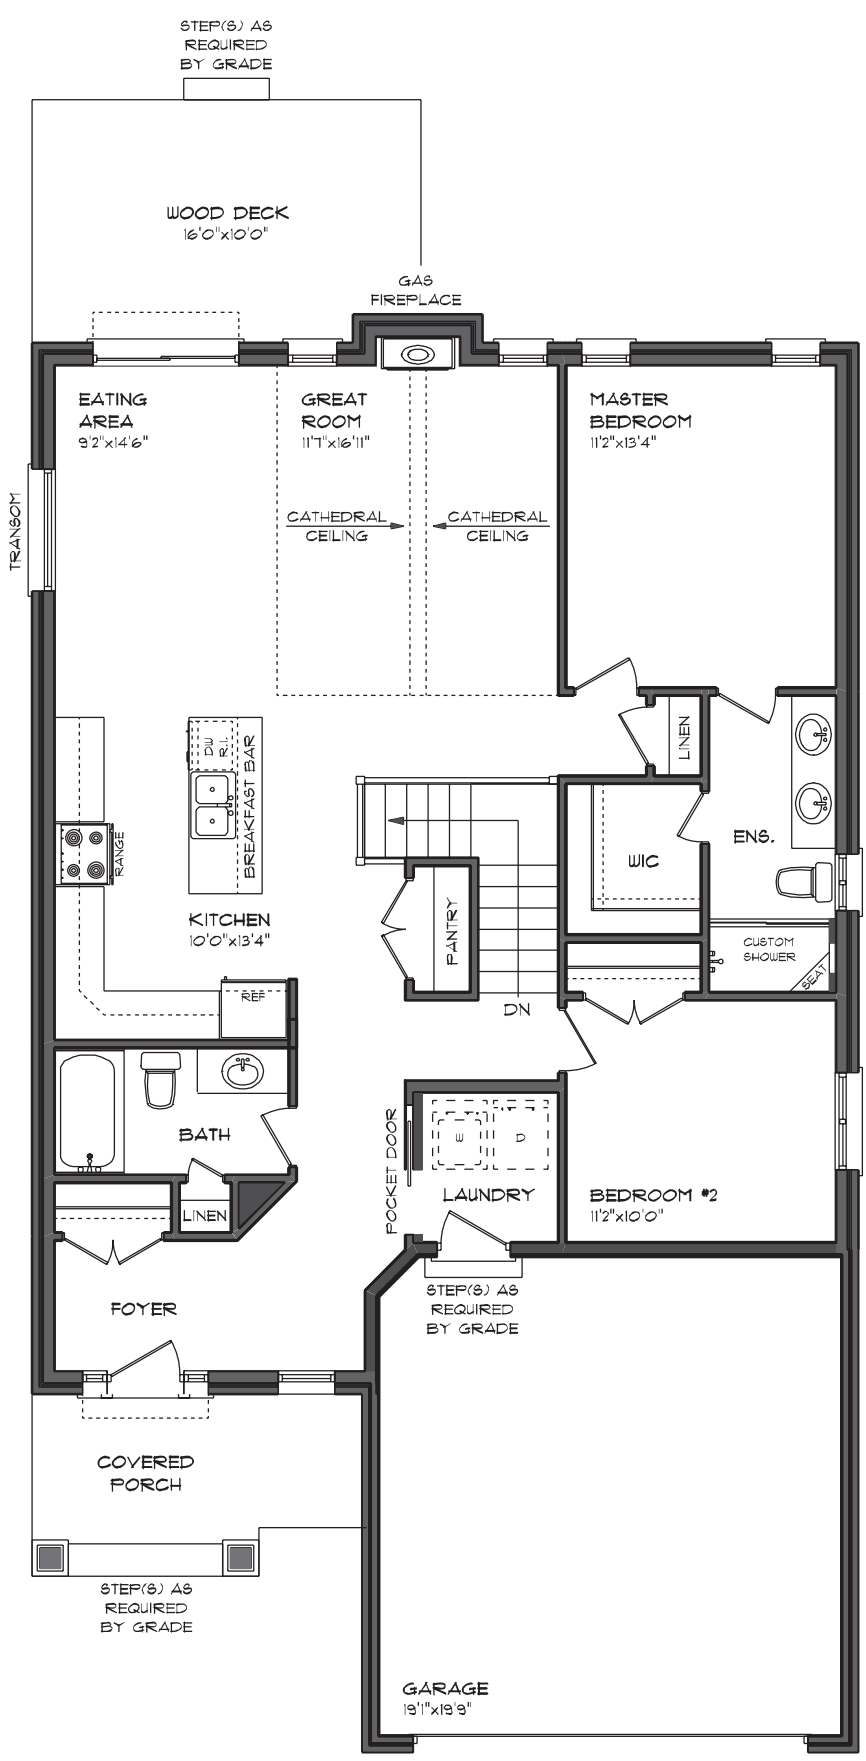 STEP(S) AS
REQUIRED
BY GRADE
WOOD DECK
16'0"x10'0"
GAS
FIREPLACE
EATING
AREA
9'2"x14'6"
GREAT
ROOM
11'7"x16'11"
MASTER
BEDROOM
11'2"x13'4"
TRANSOM
CATHEDRAL
CEILING
CATHEDRAL
CEILING
LINEN
DW
R.I.
BREAKFAST BAR
RANGE
ENS.
WIC
KITCHEN
10'0"x13'4"
PANTRY
CUSTOM
SHOWER
SEAT
REF
DN
BATH
POCKET DOOR
W
D
LAUNDRY
BEDROOM #2
11'2"x10'0"
LINEN
FOYER
STEP(S) AS
REQUIRED
BY GRADE
COVERED
PORCH
STEP(S) AS
REQUIRED
BY GRADE
GARAGE
19'1"x19'9"